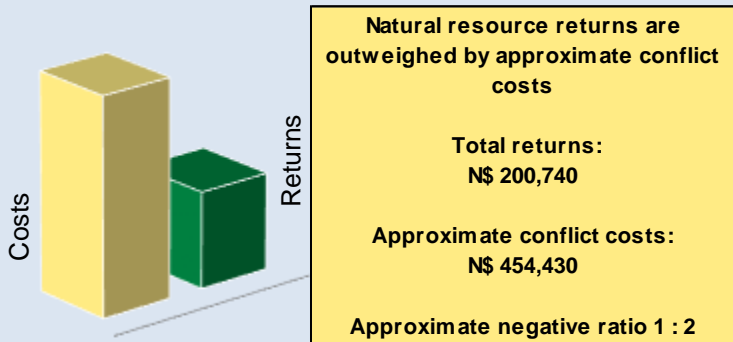 Costs
Returns
Natural resource returns are
outweighed by approximate conflict
costs
Total returns:
N$ 200,740
Approximate conflict costs:
N$ 454,430
Approximate negative ratio 1 : 2